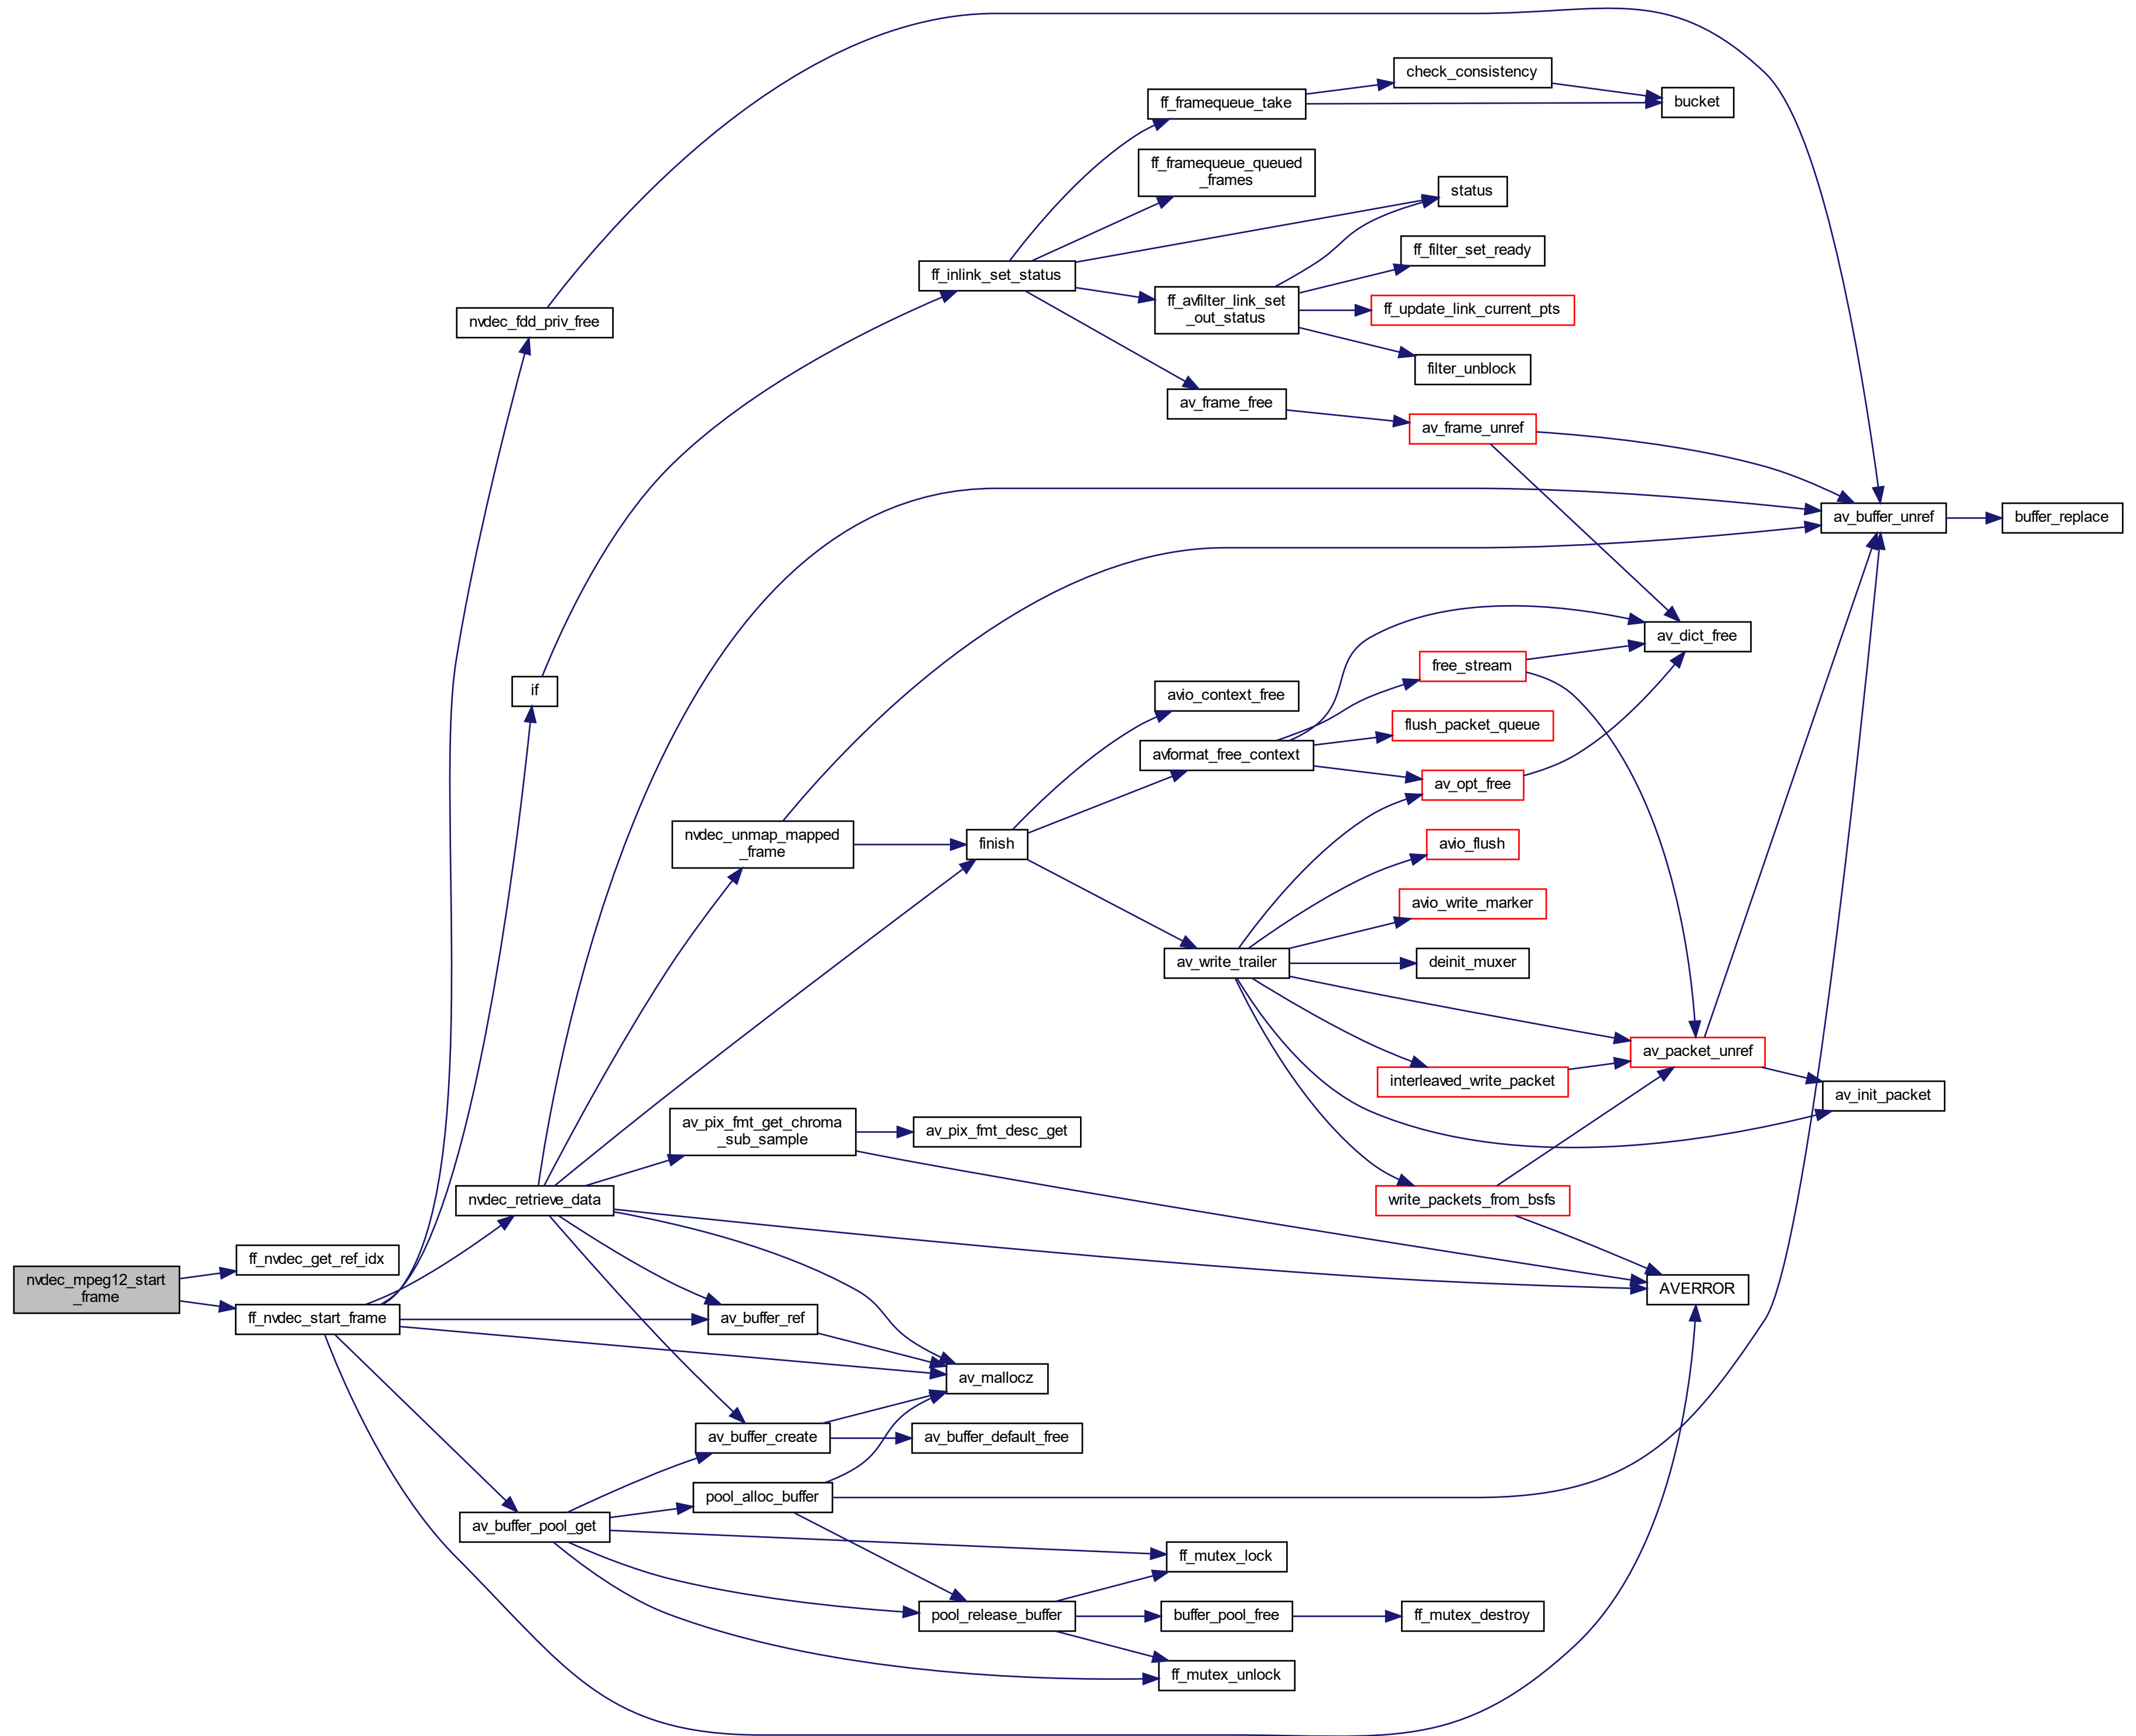 check_consistency
bucket
ff_framequeue_take
ff_framequeue_queued
_frames
status
ff_filter_set_ready
ff_inlink_set_status
ff_avfilter_link_set
_out_status
ff_update_link_current_pts
nvdec_fdd_priv_free
filter_unblock
av_frame_free
av_frame_unref
av_buffer_unref
buffer_replace
av_dict_free
free_stream
if
avio_context_free
flush_packet_queue
avformat_free_context
av_opt_free
nvdec_unmap_mapped
_frame
finish
avio_flush
avio_write_marker
av_write_trailer
deinit_muxer
av_packet_unref
interleaved_write_packet
av_init_packet
av_pix_fmt_get_chroma
_sub_sample
av_pix_fmt_desc_get
nvdec_retrieve_data
write_packets_from_bsfs
ff_nvdec_get_ref_idx
nvdec_mpeg12_start
_frame
AVERROR
ff_nvdec_start_frame
av_buffer_ref
av_mallocz
av_buffer_create
av_buffer_default_free
pool_alloc_buffer
av_buffer_pool_get
ff_mutex_lock
pool_release_buffer
buffer_pool_free
ff_mutex_destroy
ff_mutex_unlock